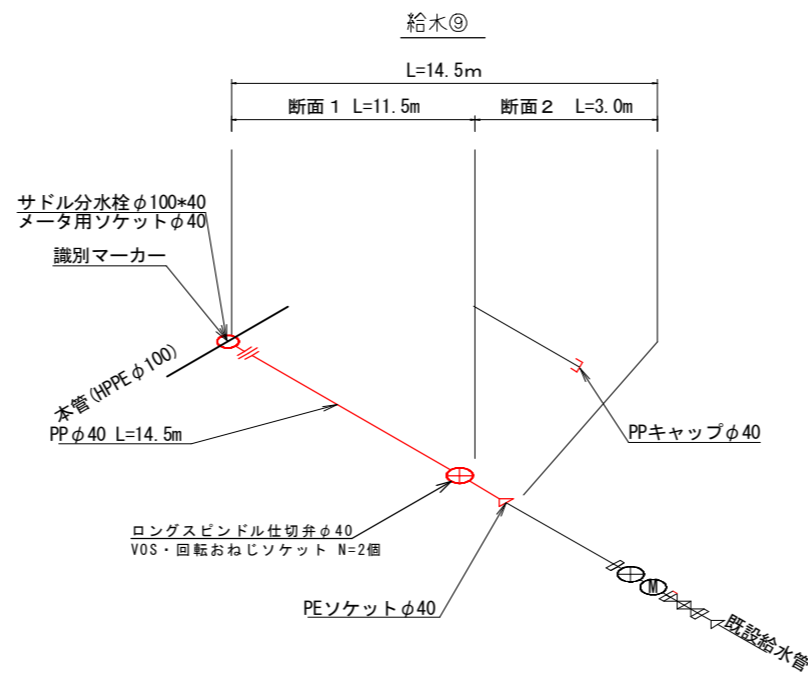 給水⑨
L=14.5m
断面1 L=11.5m
断面2 L=3.0m
サドル分水栓φ100*40
メータ用ソケットφ40
識別マーカー
本管(HPPEφ100)
PPφ40 L=14.5m
PPキャップφ40
ロングスピンドル仕切弁φ40
VOS・回転おねじソケット N=2個
PEソケットφ40
M
既設給水管